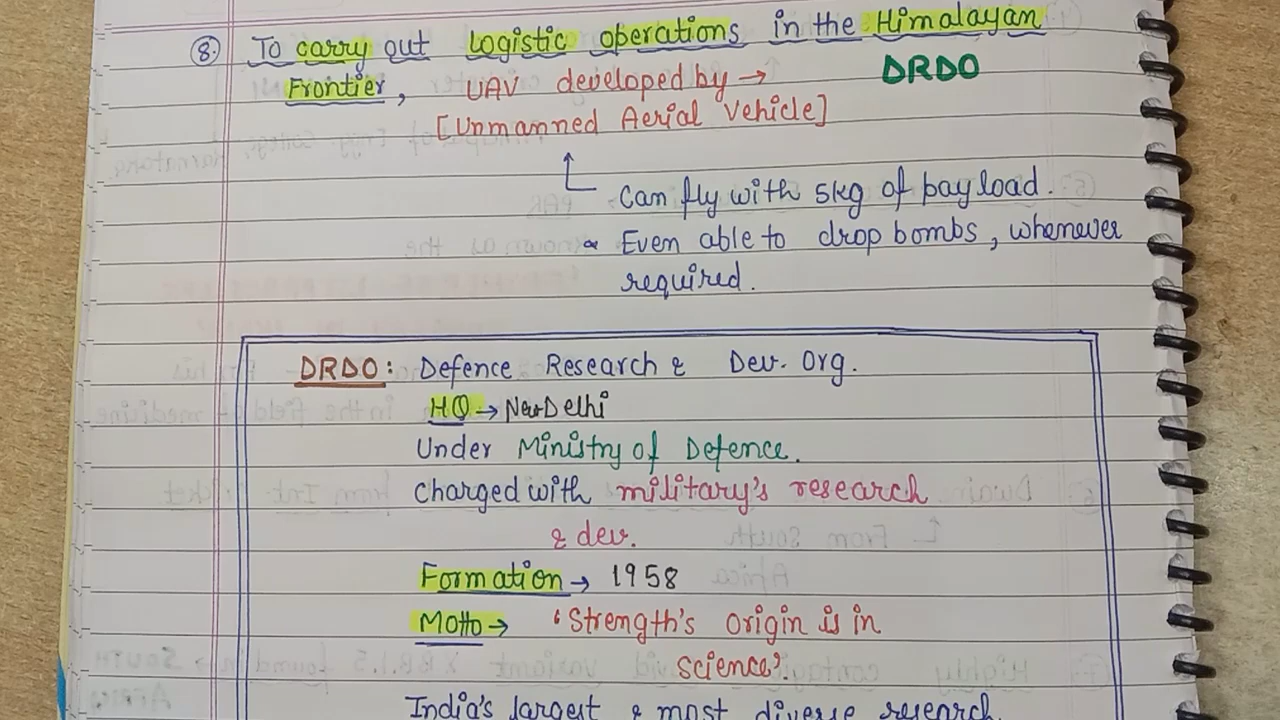 8. To carry out logistic operations in the Himalayan
Frontier, UAV developed by → DRDO
[Unmanned Aerial Vehicle]
Can fly with 5kg of payload.
Even able to drop bombs, whenever
required.
DRDO: Defence Research & Dev. Org.
HQ → New Delhi
Under Ministry of Defence.
Charged with military's research
& dev.
Formation → 1958
Motto → 'Strength's origin is in
science'.
India's largest & most diverse research